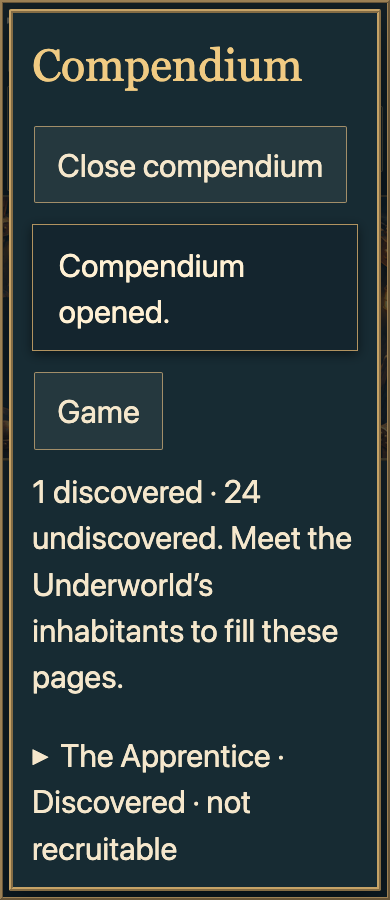 Compendium
Close compendium
Compendium
opened.
Game
1 discovered · 24
undiscovered. Meet the
Underworld’s
inhabitants to fill these
pages.
▶ The Apprentice ·
Discovered · not
recruitable